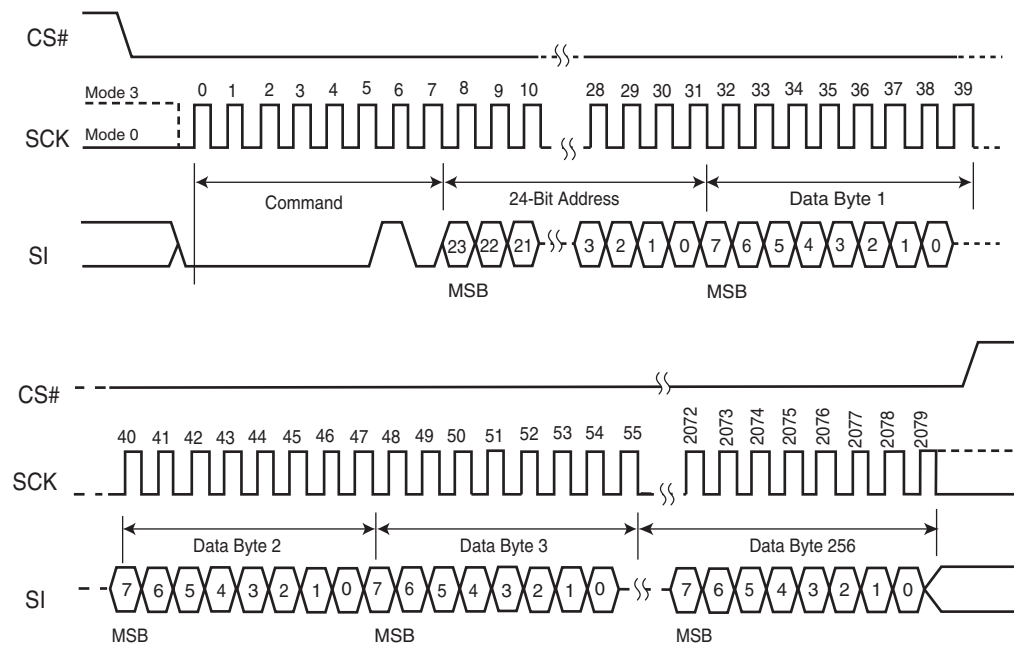 CS#
Mode 3
0 1 2 3 4 5 6 7 8 9 10 28 29 30 31 32 33 34 35 36 37 38 39
SCK
Mode 0
Command
24-Bit Address
Data Byte 1
SI
23 22 21 3 2 1 0 7 6 5 4 3 2 1 0
MSB
MSB
CS#
40 41 42 43 44 45 46 47 48 49 50 51 52 53 54 55 2072 2073 2074 2075 2076 2077 2078 2079
SCK
Data Byte 2
Data Byte 3
Data Byte 256
SI
7 6 5 4 3 2 1 0 7 6 5 4 3 2 1 0 7 6 5 4 3 2 1 0
MSB
MSB
MSB